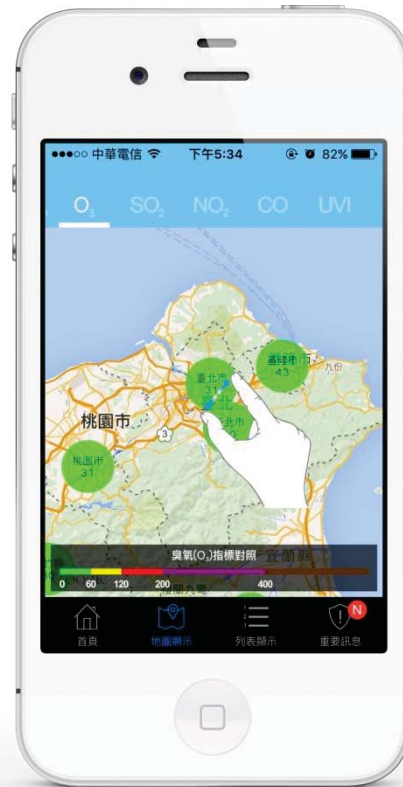 ●●●○○ 中華電信 下午5:34 82%
O₃ SO₂ NO₂ CO UVI
基隆市
43
九份
臺北市
31
臺北
北市
桃園市
3
桃園市
31
臭氧(O₃)指標對照
宜蘭縣
0 60 120 200 400
首頁 地圖顯示 列表顯示 重要訊息
N